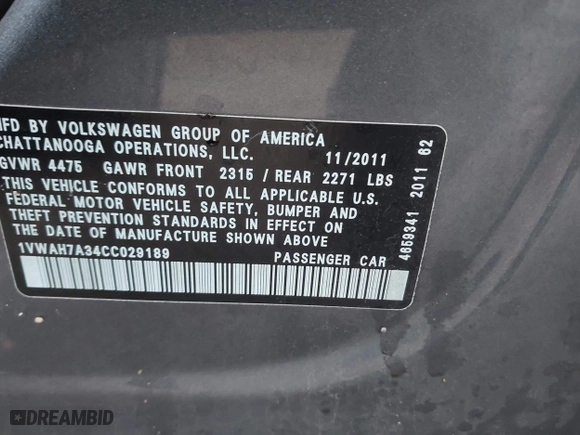 MFD BY VOLKSWAGEN GROUP OF AMERICA
CHATTANOOGA OPERATIONS, LLC. 11/2011
GVWR 4475 GAWR FRONT 2315 / REAR 2271 LBS
THIS VEHICLE CONFORMS TO ALL APPLICABLE U.S.
FEDERAL MOTOR VEHICLE SAFETY, BUMPER AND
THEFT PREVENTION STANDARDS IN EFFECT ON
THE DATE OF MANUFACTURE SHOWN ABOVE.
1VWAH7A34CC029189 PASSENGER CAR
4659341 2011 62
DREAMBID